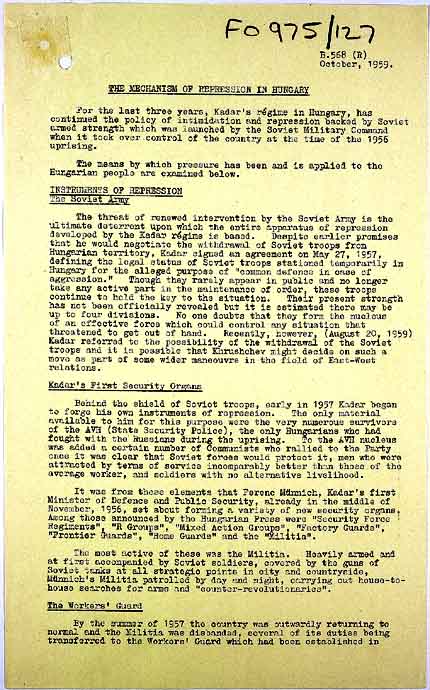 FO 975/127
B.568 (R)
October, 1959.
THE MECHANISM OF REPRESSION IN HUNGARY
For the last three years, Kadar's régime in Hungary, has
continued the policy of intimidation and repression backed by Soviet
armed strength which was launched by the Soviet Military Command
when it took over control of the country at the time of the 1956
uprising.
The means by which pressure has been and is applied to the
Hungarian people are examined below.
INSTRUMENTS OF REPRESSION
The Soviet Army
The threat of renewed intervention by the Soviet Army is the
ultimate deterrent upon which the entire apparatus of repression
developed by the Kadar régime is based. Despite earlier promises
that he would negotiate the withdrawal of Soviet troops from
Hungarian territory, Kadar signed an agreement on May 27, 1957,
defining the legal status of Soviet troops stationed temporarily in
Hungary for the alleged purpose of "common defence in case of
aggression." Though they rarely appear in public and no longer
take any active part in the maintenance of order, these troops
continue to hold the key to the situation. Their present strength
has not been officially revealed but it is estimated there may be
up to four divisions. No one doubts that they form the nucleus
of an effective force which could control any situation that
threatened to get out of hand. Recently, however, (August 20, 1959)
Kadar referred to the possibility of the withdrawal of the Soviet
troops and it is possible that Khrushchev might decide on such a
move as part of some wider manoeuvre in the field of East-West
relations.
Kadar's First Security Organs
Behind the shield of Soviet troops, early in 1957 Kadar began
to forge his own instruments of repression. The only material
available to him for this purpose were the very numerous survivors
of the AVH (State Security Police), the only Hungarians who had
fought with the Russians during the uprising. To the AVH nucleus
was added a certain number of Communists who rallied to the Party
once it was clear that Soviet forces would protect it, men who were
attracted by terms of service incomparably better than those of the
average worker, and soldiers with no alternative livelihood.
It was from these elements that Ferenc Münnich, Kadar's first
Minister of Defence and Public Security, already in the middle of
November, 1956, set about forming a variety of new security organs.
Among those announced by the Hungarian Press were "Security Force
Regiments", "R Groups", "Mixed Action Groups", "Factory Guards",
"Frontier Guards", "Home Guards" and the "Militia".
The most active of these was the Militia. Heavily armed and
at first accompanied by Soviet soldiers, covered by the guns of
Soviet tanks at all strategic points in city and countryside,
Münnich's Militia patrolled by day and night, carrying out house-to-
house searches for arms and "counter-revolutionaries".
The Workers' Guard
By the summer of 1957 the country was outwardly returning to
normal and the Militia was disbanded, several of its duties being
transferred to the Workers' Guard which had been established in